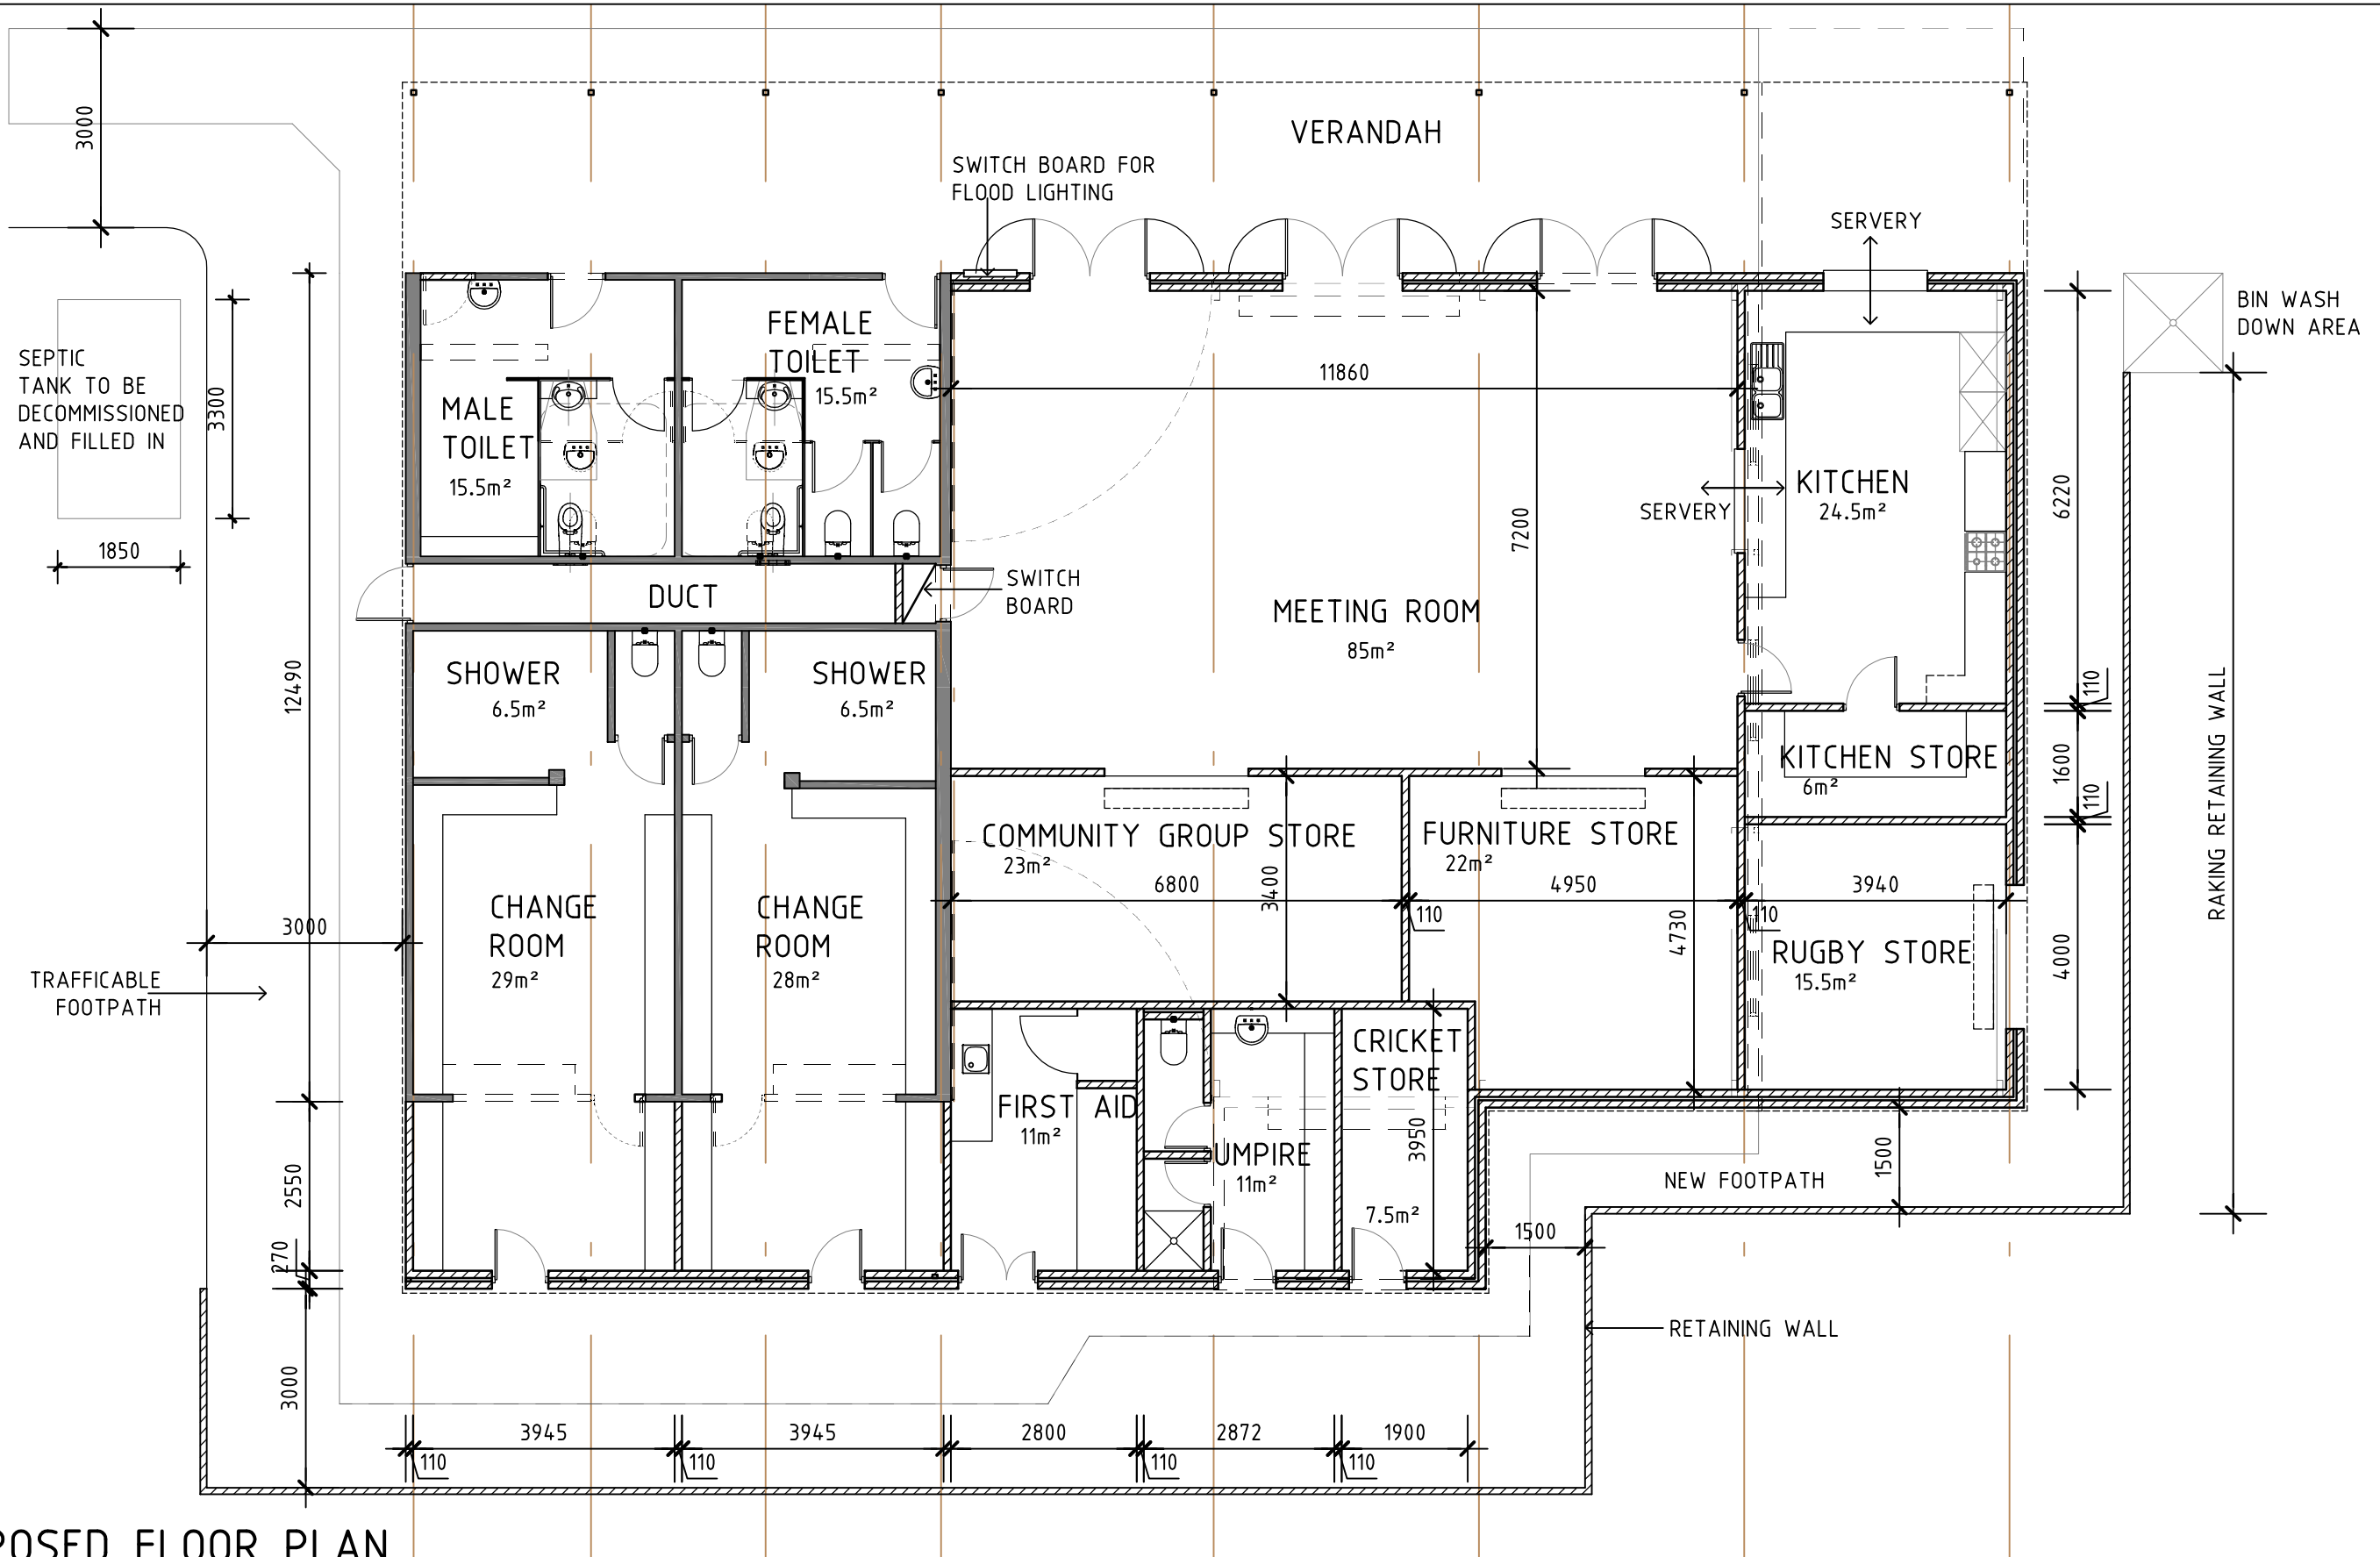 3000
VERANDAH
SWITCH BOARD FOR
FLOOD LIGHTING
SERVERY
BIN WASH
DOWN AREA
SEPTIC
TANK TO BE
DECOMMISSIONED
AND FILLED IN
3300
1850
MALE
TOILET
15.5m²
FEMALE
TOILET
15.5m²
11860
7200
SERVERY
KITCHEN
24.5m²
6220
DUCT
SWITCH
BOARD
MEETING ROOM
85m²
12490
SHOWER
6.5m²
SHOWER
6.5m²
110
KITCHEN STORE
6m²
1600
110
RAKING RETAINING WALL
COMMUNITY GROUP STORE
23m²
6800
3400
FURNITURE STORE
22m²
4950
110
4730
110
3940
RUGBY STORE
15.5m²
4000
CHANGE
ROOM
29m²
CHANGE
ROOM
28m²
3000
TRAFFICABLE
FOOTPATH
FIRST AID
11m²
UMPIRE
11m²
CRICKET
STORE
3950
7.5m²
2550
270
1500
NEW FOOTPATH
1500
RETAINING WALL
3000
3945
3945
2800
2872
1900
110
110
110
110
POSED FLOOR PLAN